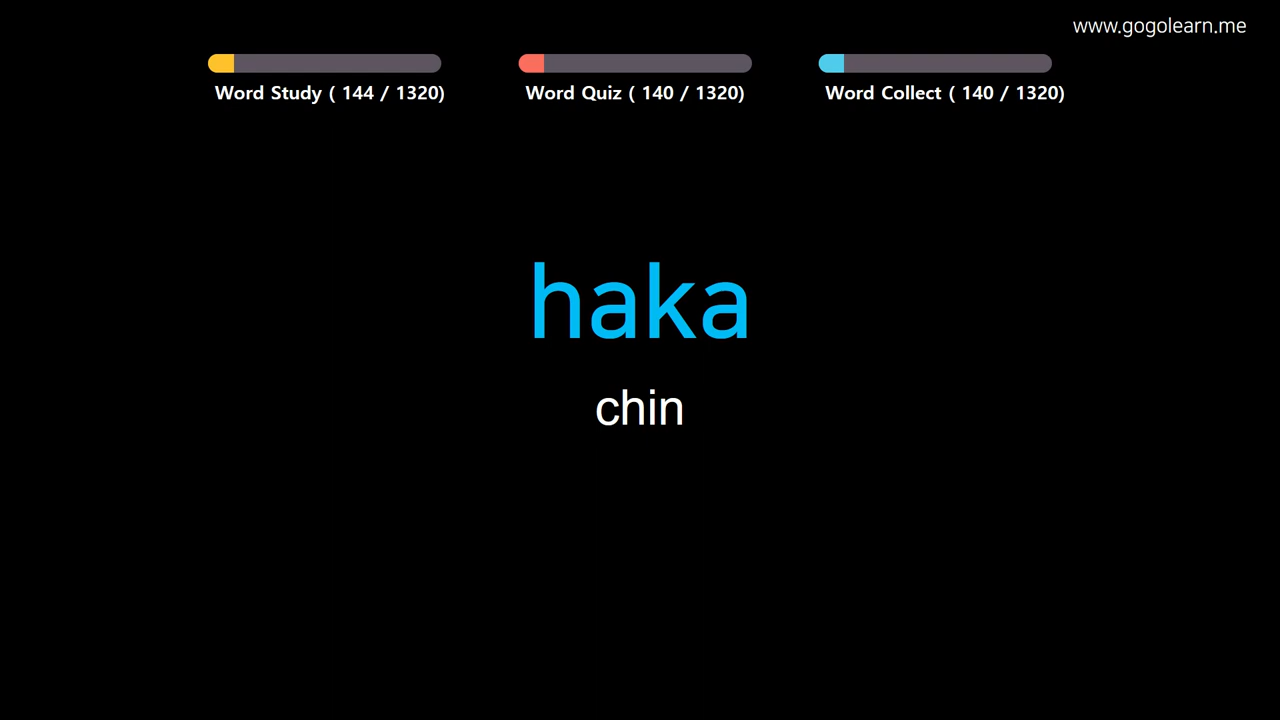 www.gogolearn.me
Word Study ( 144 / 1320)
Word Quiz ( 140 / 1320)
Word Collect ( 140 / 1320)
haka
chin